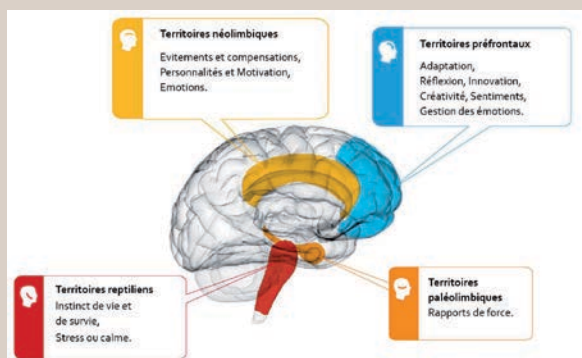 Territoires néolimbiques
Evitements et compensations,
Personnalités et Motivation,
Emotions.
Territoires préfrontaux
Adaptation,
Réflexion, Innovation,
Créativité, Sentiments,
Gestion des émotions.
Territoires reptiliens
Instinct de vie et
de survie,
Stress ou calme.
Territoires
paléolimbiques
Rapports de force.